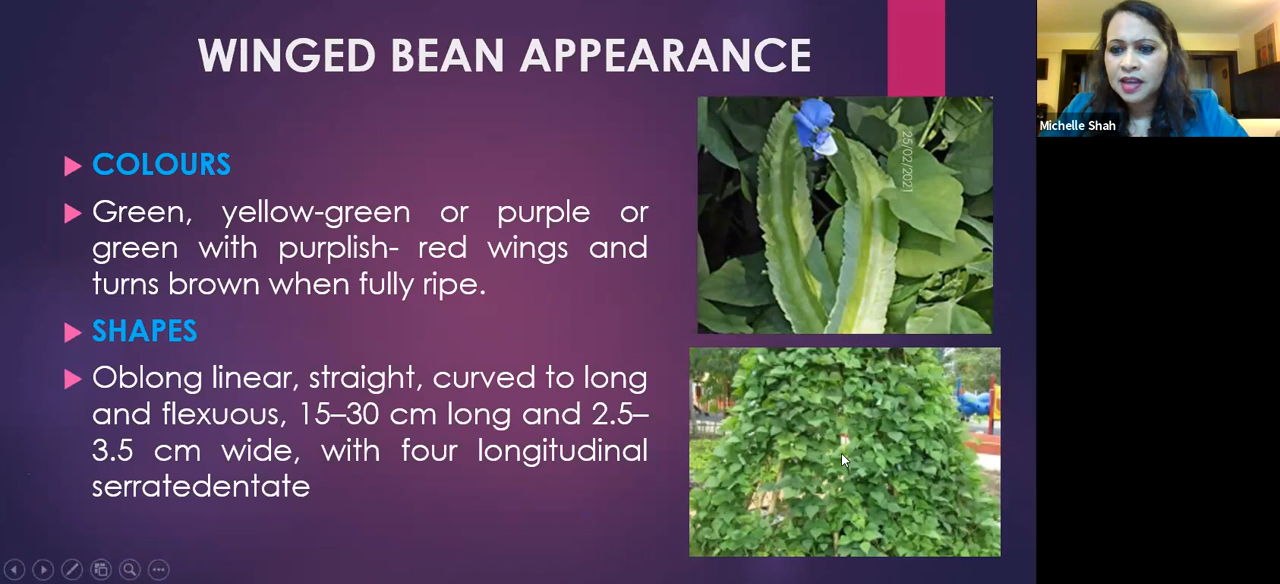 WINGED BEAN APPEARANCE
COLOURS
Green, yellow-green or purple or
green with purplish- red wings and
turns brown when fully ripe.
SHAPES
Oblong linear, straight, curved to long
and flexuous, 15–30 cm long and 2.5–
3.5 cm wide, with four longitudinal
serratedentate
25/02/2021
Michelle Shah